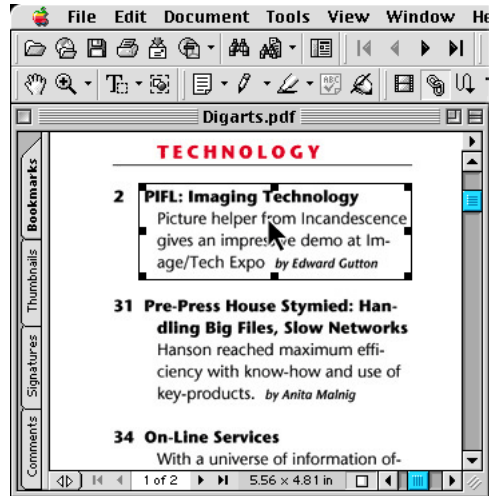 File Edit Document Tools View Window He
Digarts.pdf
Bookmarks
Thumbnails
Signatures
Comments
TECHNOLOGY
2 PIFL: Imaging Technology
Picture helper from Incandescence
gives an impressive demo at Im-
age/Tech Expo by Edward Gutton
31 Pre-Press House Stymied: Han-
dling Big Files, Slow Networks
Hanson reached maximum effi-
ciency with know-how and use of
key-products. by Anita Malnig
34 On-Line Services
With a universe of information of-
1 of 2 5.56 x 4.81 in